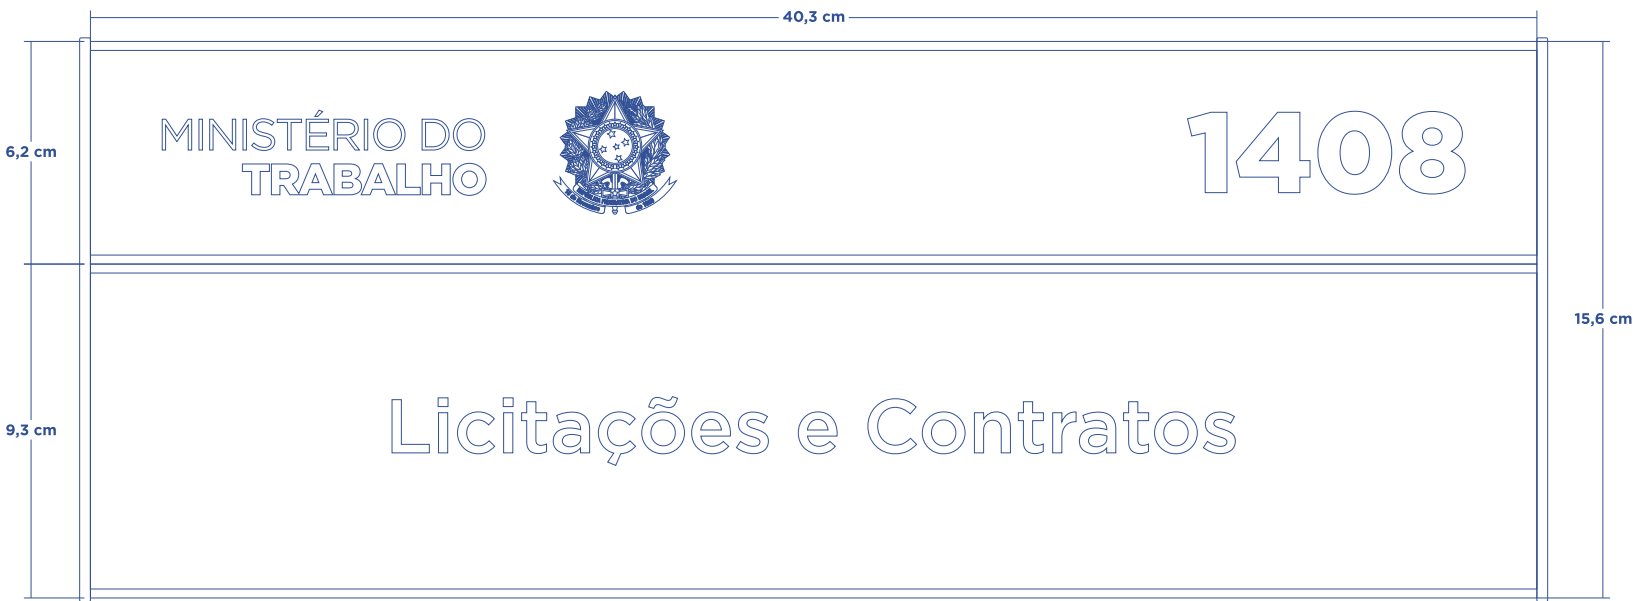 40,3 cm
6,2 cm
MINISTÉRIO DO
TRABALHO
1408
15,6 cm
9,3 cm
Licitações e Contratos